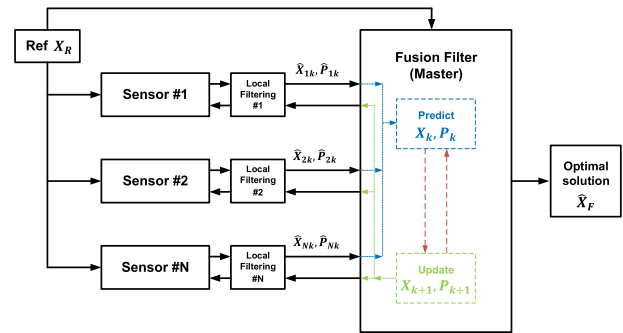 Ref X_R
Fusion Filter
(Master)
Sensor #1
Local
Filtering
#1
X̂_1k, P̂_1k
Predict
X_k, P_k
Sensor #2
Local
Filtering
#2
X̂_2k, P̂_2k
Optimal
solution
X̂_F
Sensor #N
Local
Filtering
#N
X̂_Nk, P̂_Nk
Update
X_k+1, P_k+1